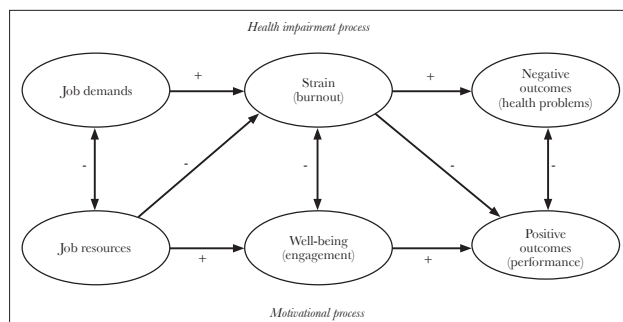 Health impairment process
Job demands
+
Strain
(burnout)
+
Negative
outcomes
(health problems)
-
-
-
-
-
Job resources
+
Well-being
(engagement)
+
Positive
outcomes
(performance)
Motivational process